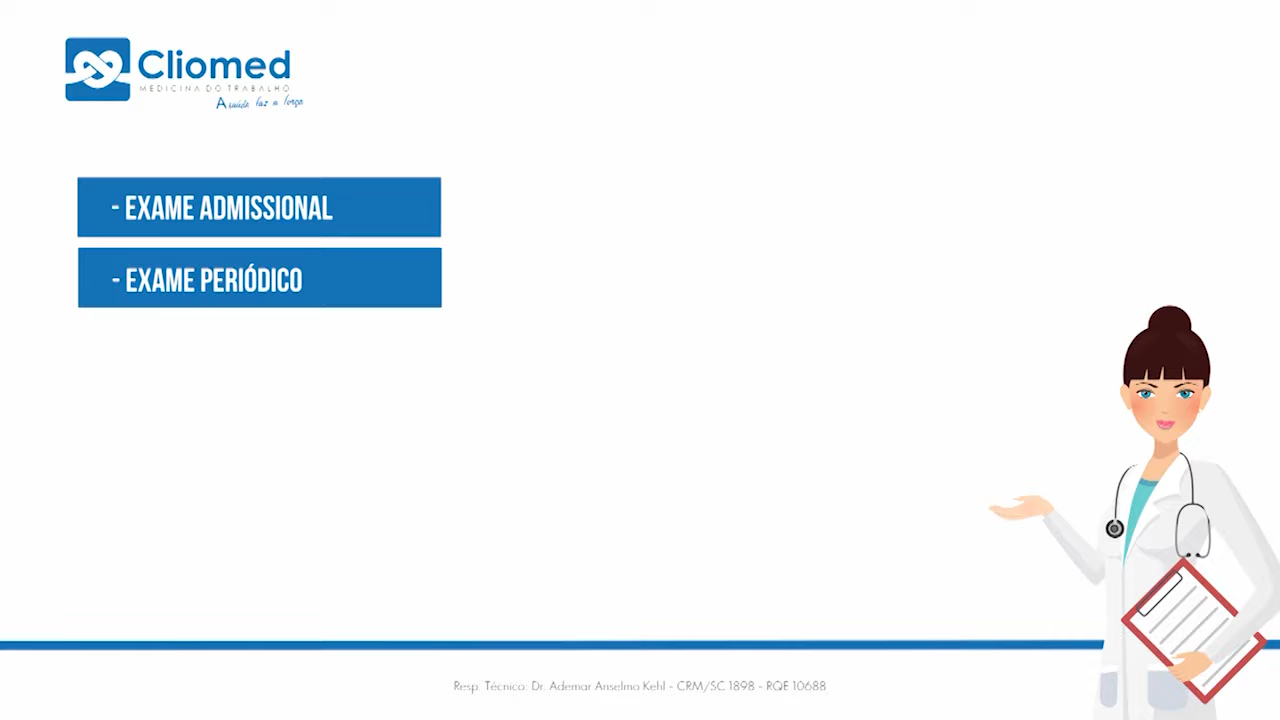 Cliomed
MEDICINA DO TRABALHO
A saúde faz a força
- EXAME ADMISSIONAL
- EXAME PERIÓDICO
Resp. Técnico: Dr. Ademar Anselmo Kehl - CRM/SC 1898 - RQE 10688